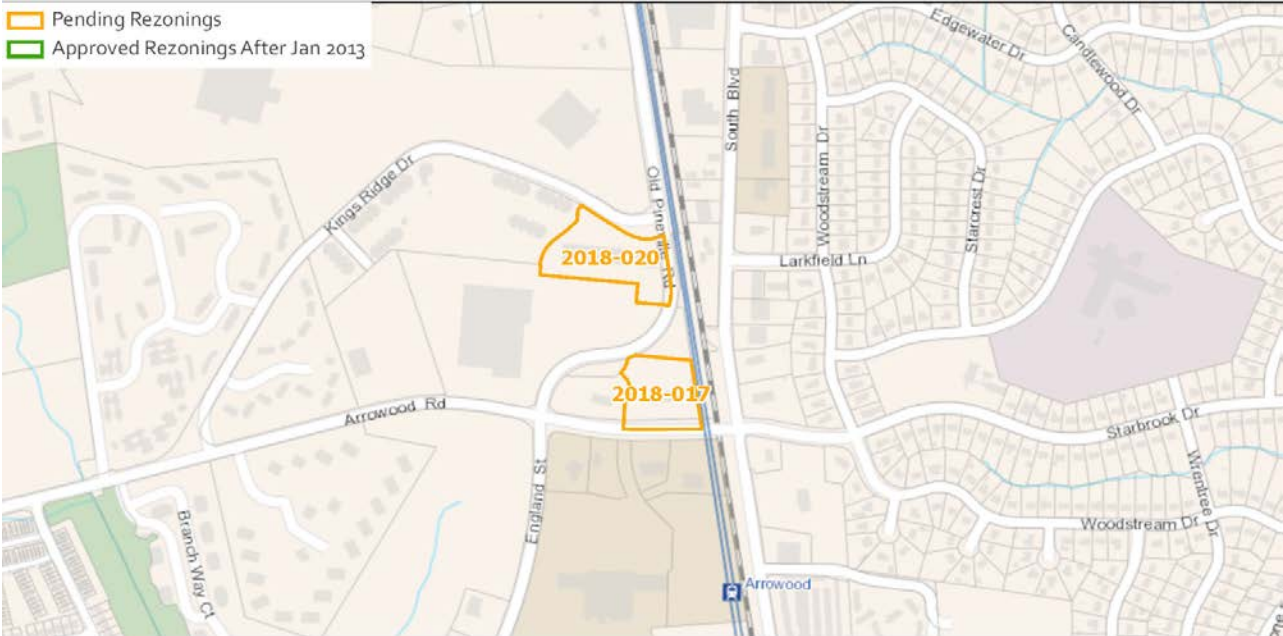 Pending Rezonings
Approved Rezonings After Jan 2013
Edgewater Dr
Candlewood Dr
South Blvd
Woodstream Dr
Kings Ridge Dr
Old Pineville Rd
Starcrest Dr
2018-020
Larkfield Ln
2018-017
Arrowood Rd
Starbrook Dr
Wrentree Dr
England St
Branch Way Ct
Woodstream Dr
Arrowood